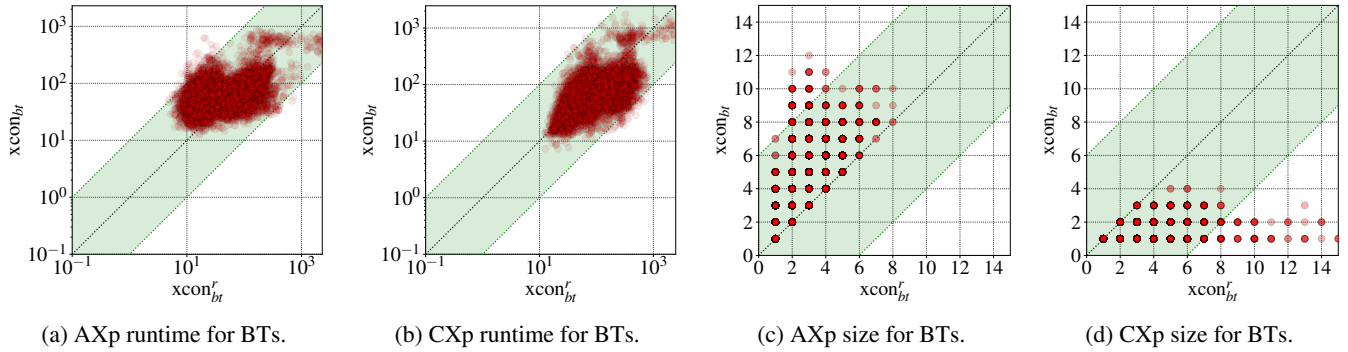 10^3
10^2
10^1
10^0
10^−1
10^−1
10^1
10^3
xcon_bt
xcon^r_bt
(a) AXp runtime for BTs.
10^3
10^2
10^1
10^0
10^−1
10^−1
10^1
10^3
xcon_bt
xcon^r_bt
(b) CXp runtime for BTs.
14
12
10
8
6
4
2
0
0 2 4 6 8 10 12 14
xcon_bt
xcon^r_bt
(c) AXp size for BTs.
14
12
10
8
6
4
2
0
0 2 4 6 8 10 12 14
xcon_bt
xcon^r_bt
(d) CXp size for BTs.